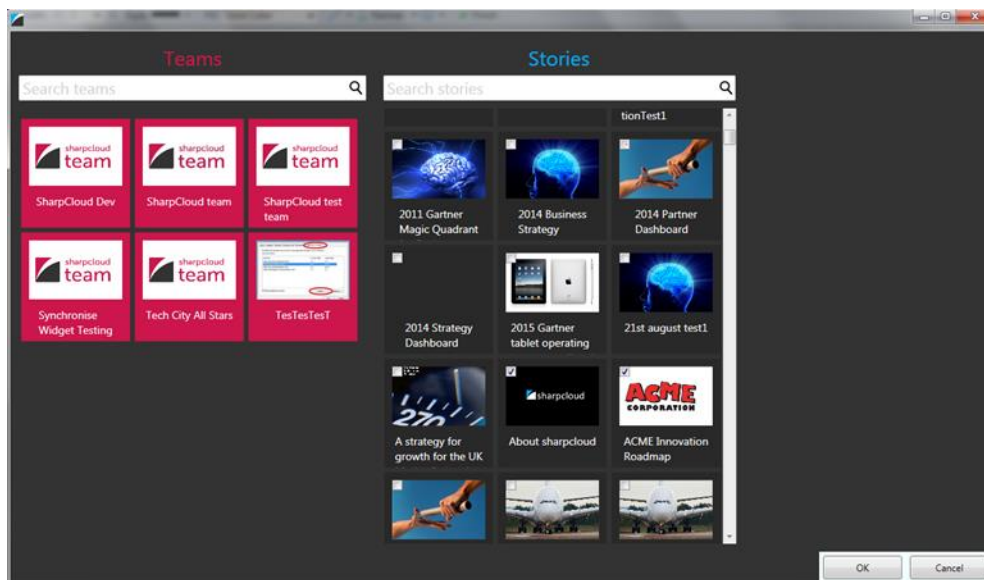 Teams
Stories
Search teams
Search stories
tionTest1
sharpcloud
team
SharpCloud Dev
sharpcloud
team
SharpCloud team
sharpcloud
team
SharpCloud test
team
sharpcloud
team
Synchronise
Widget Testing
sharpcloud
team
Tech City All Stars
TesTesTesT
2011 Gartner
Magic Quadrant
2014 Business
Strategy
2014 Partner
Dashboard
2014 Strategy
Dashboard
2015 Gartner
tablet operating
21st august test1
270
A strategy for
growth for the UK
sharpcloud
About sharpcloud
ACME
CORPORATION
ACME Innovation
Roadmap
OK
Cancel